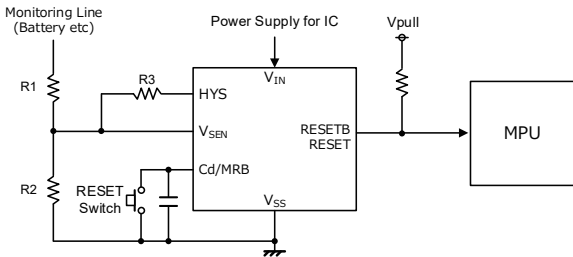 Monitoring Line
(Battery etc)
Power Supply for IC
Vpull
R1
R3
HYS
VIN
VSEN
RESETB
RESET
MPU
Cd/MRB
R2
RESET
Switch
VSS